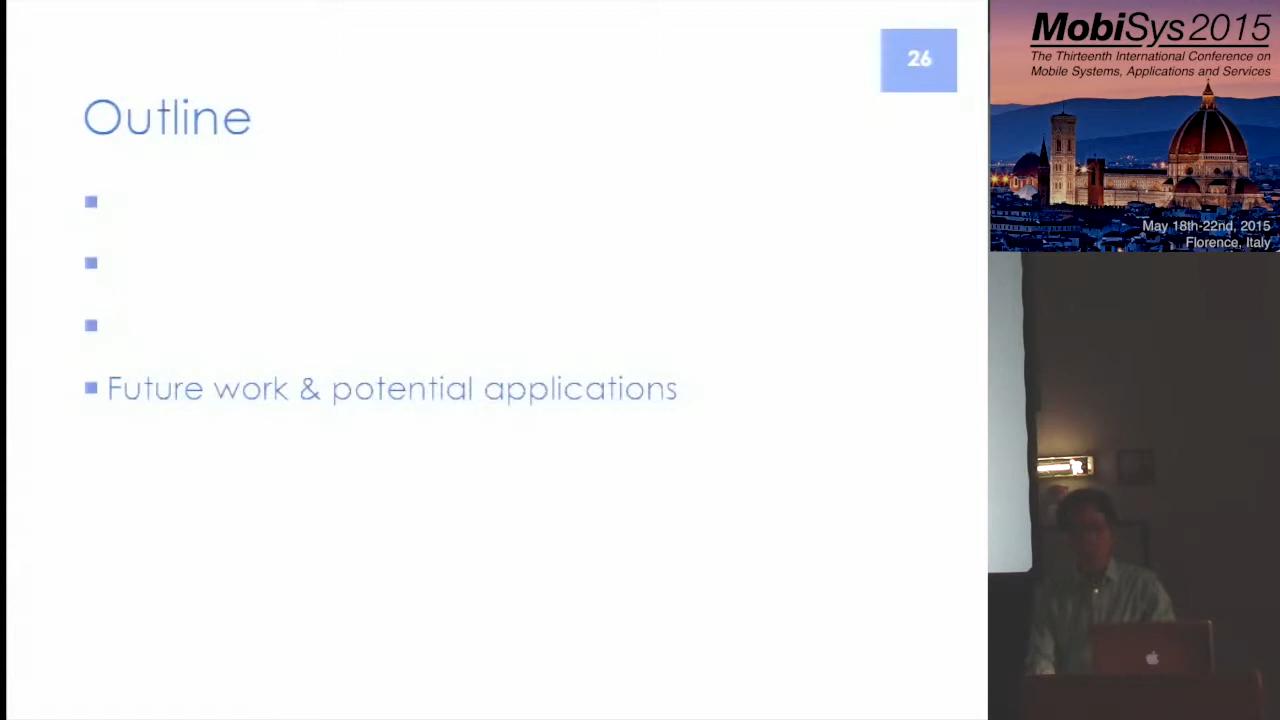 26
Outline
Future work & potential applications
MobiSys 2015
The Thirteenth International Conference on
Mobile Systems, Applications and Services
May 18th-22nd, 2015
Florence, Italy